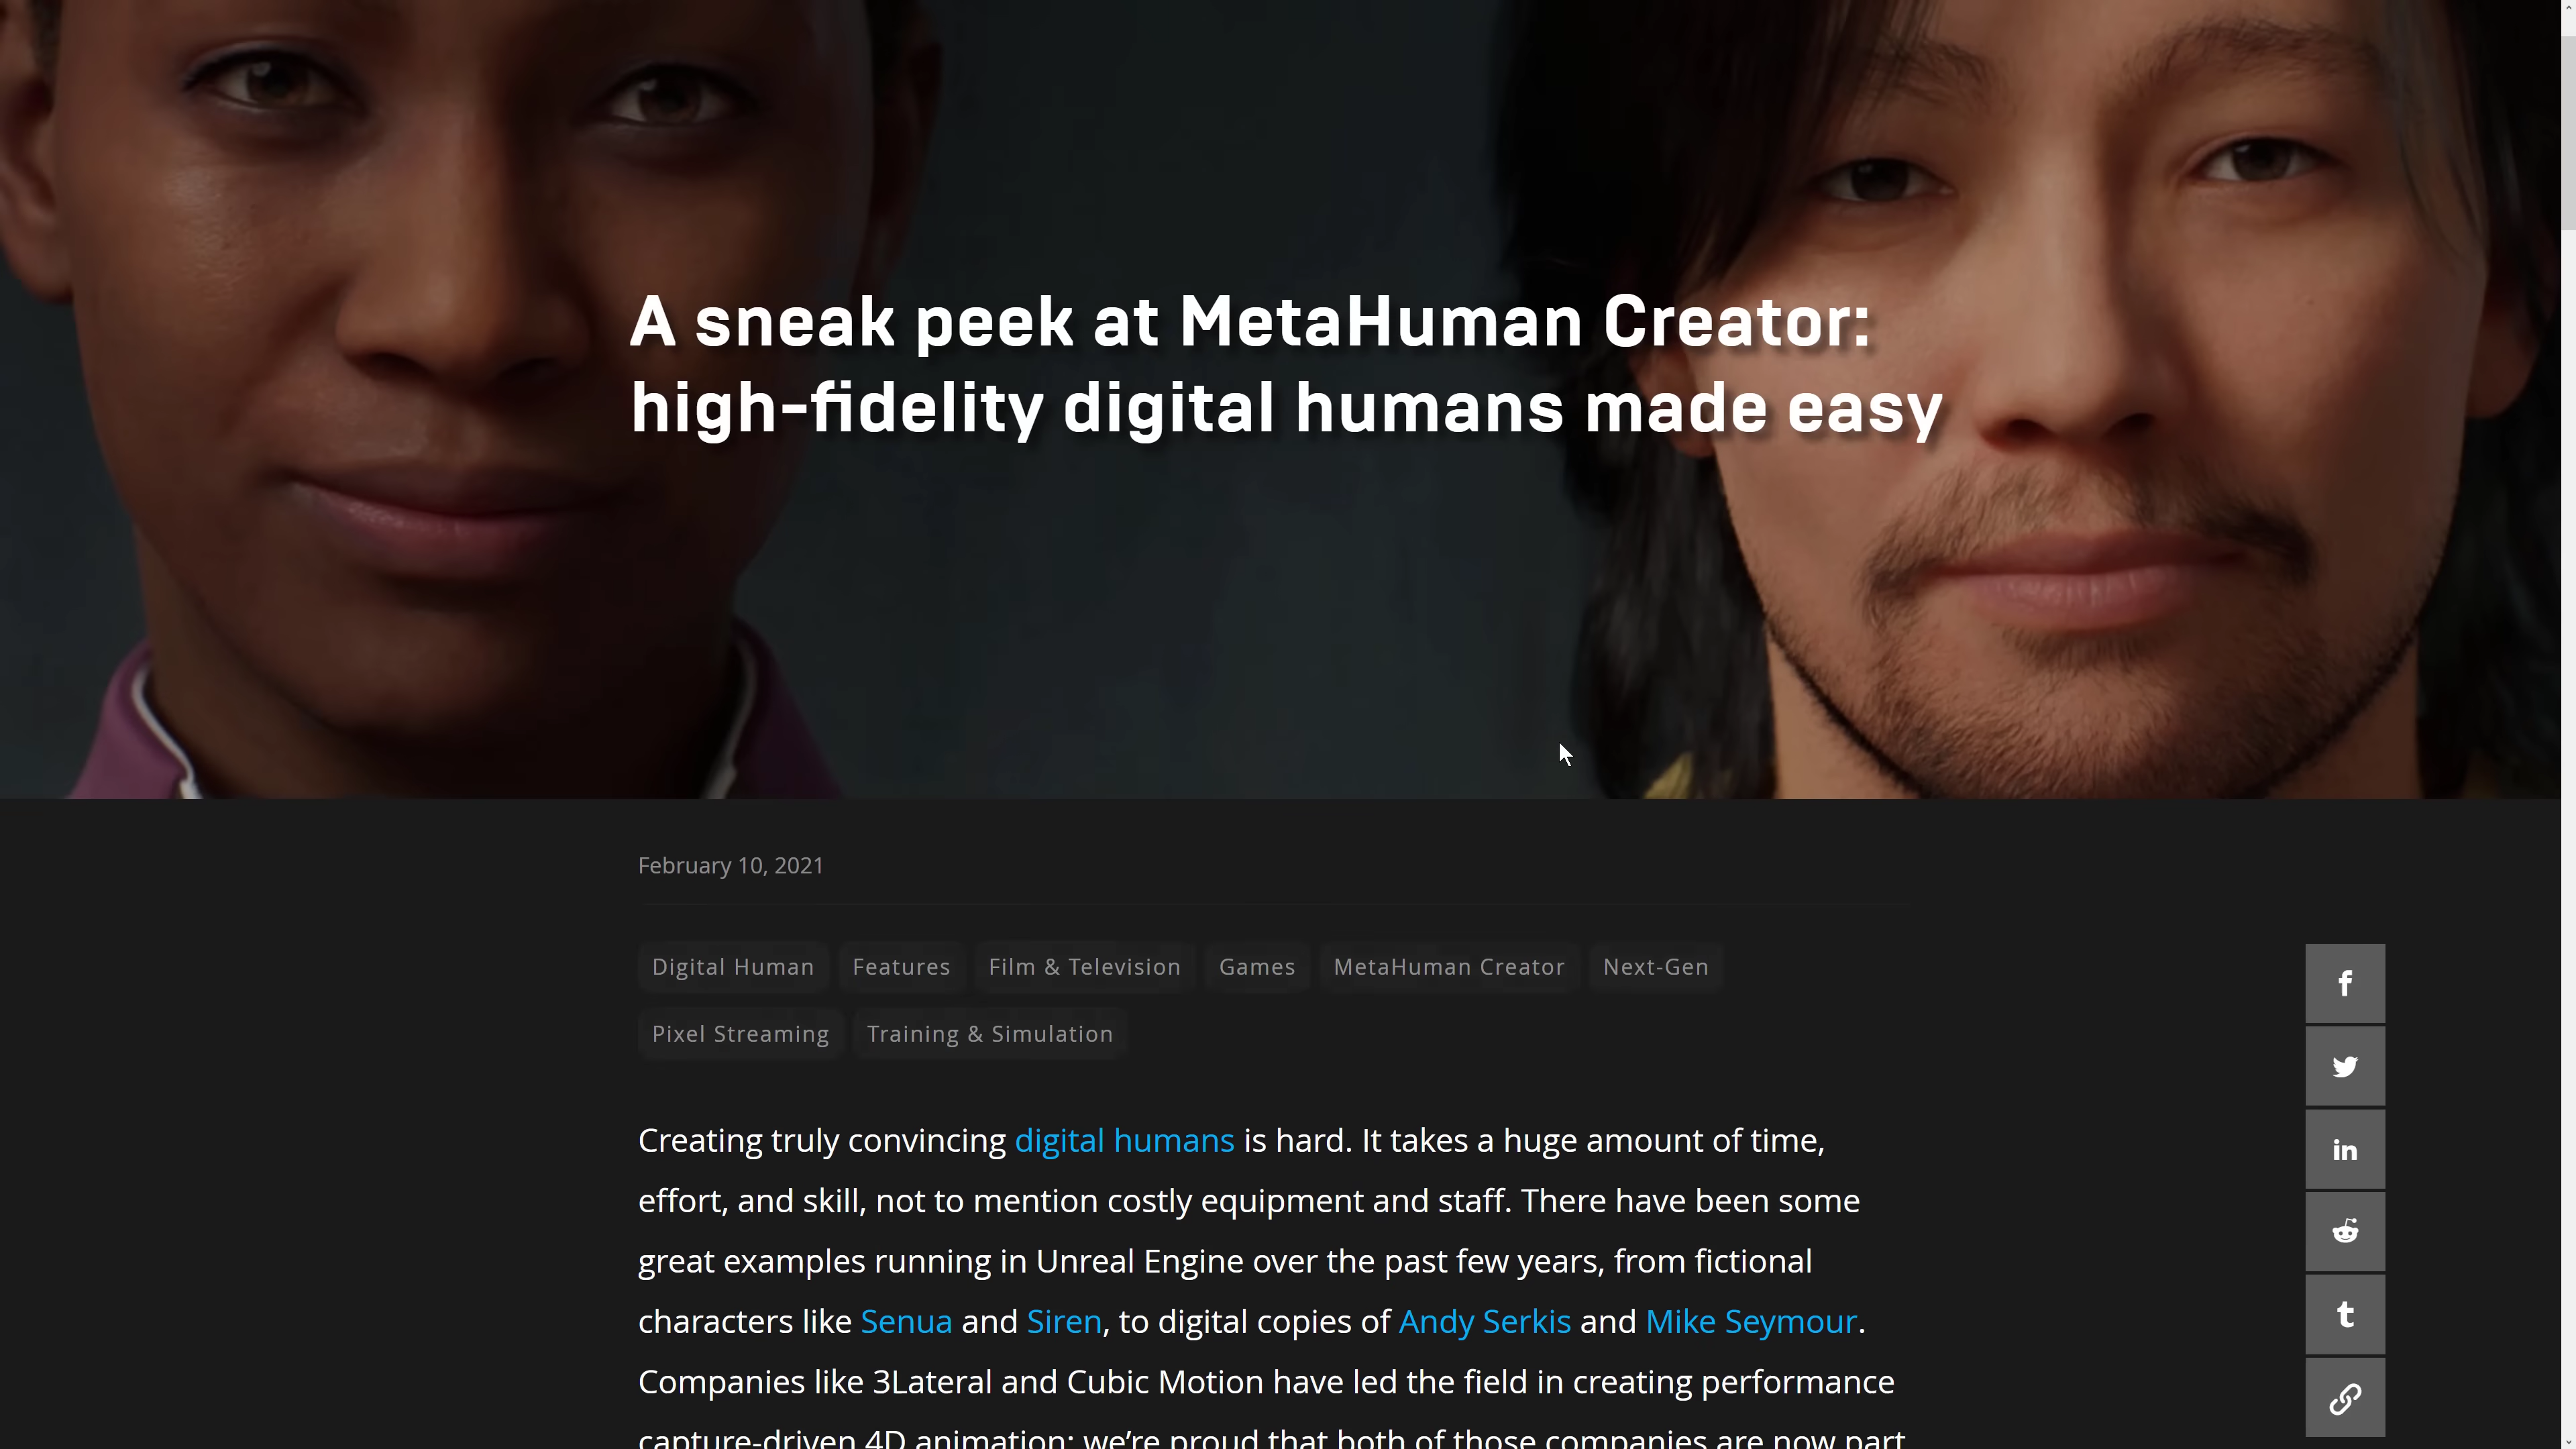 A sneak peek at MetaHuman Creator:
high-fidelity digital humans made easy
February 10, 2021
Digital Human Features Film & Television Games MetaHuman Creator Next-Gen
Pixel Streaming Training & Simulation
Creating truly convincing digital humans is hard. It takes a huge amount of time,
effort, and skill, not to mention costly equipment and staff. There have been some
great examples running in Unreal Engine over the past few years, from fictional
characters like Senua and Siren, to digital copies of Andy Serkis and Mike Seymour.
Companies like 3Lateral and Cubic Motion have led the field in creating performance
capture-driven 4D animation; we’re proud that both of those companies are now part